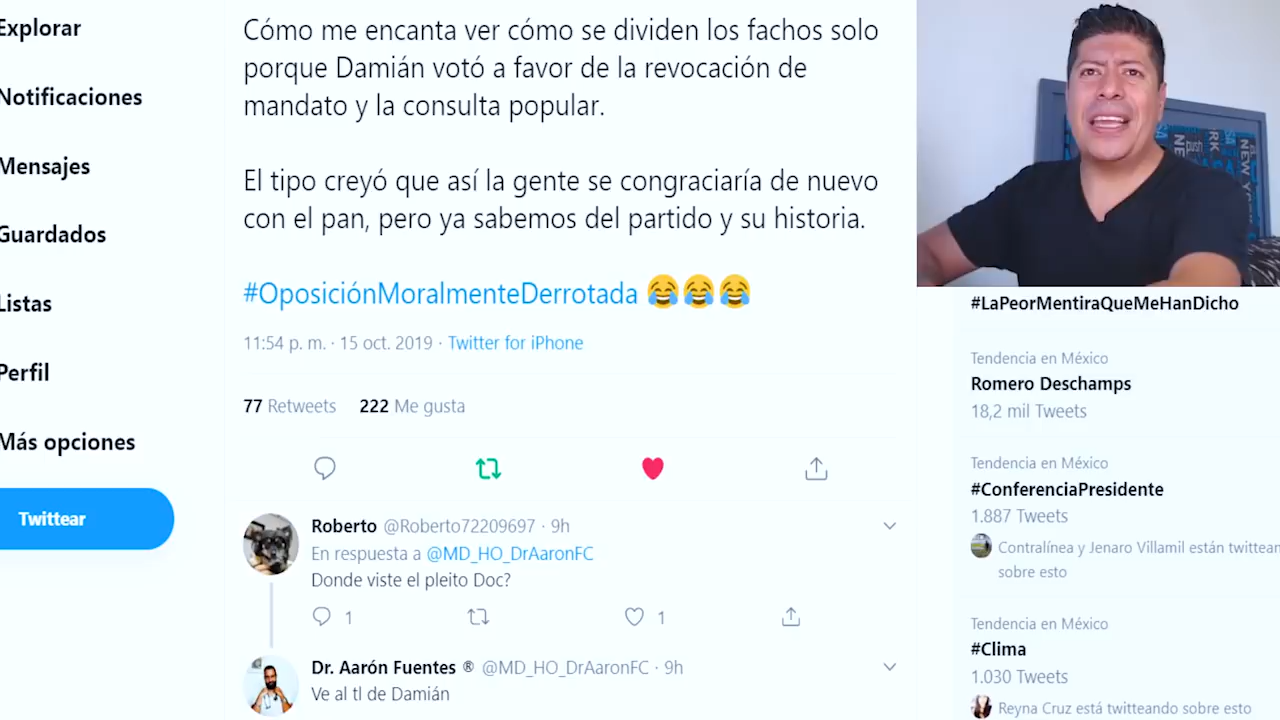 Explorar
Notificaciones
Mensajes
Guardados
Listas
Perfil
Más opciones
Twittear
Cómo me encanta ver cómo se dividen los fachos solo
porque Damián votó a favor de la revocación de
mandato y la consulta popular.
El tipo creyó que así la gente se congraciaría de nuevo
con el pan, pero ya sabemos del partido y su historia.
#OposiciónMoralmenteDerrotada 😂😂😂
11:54 p. m. · 15 oct. 2019 · Twitter for iPhone
77 Retweets 222 Me gusta
Roberto @Roberto72209697 · 9h
En respuesta a @MD_HO_DrAaronFC
Donde viste el pleito Doc?
1 1
Dr. Aarón Fuentes ® @MD_HO_DrAaronFC · 9h
Ve al tl de Damián
#LaPeorMentiraQueMeHanDicho
Tendencia en México
Romero Deschamps
18,2 mil Tweets
Tendencia en México
#ConferenciaPresidente
1.887 Tweets
Contralínea y Jenaro Villamil están twittean
sobre esto
Tendencia en México
#Clima
1.030 Tweets
Reyna Cruz está twitteando sobre esto